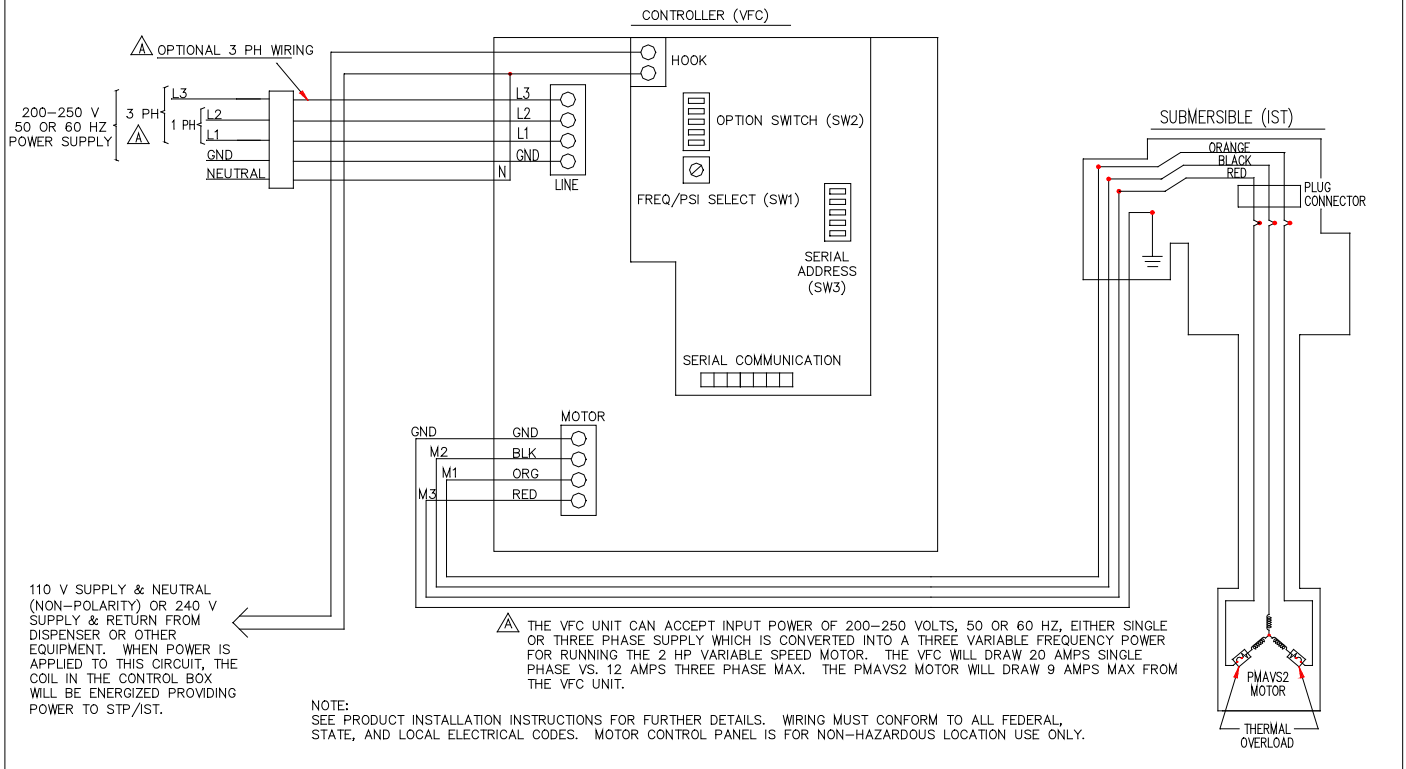 CONTROLLER (VFC)
A OPTIONAL 3 PH WIRING
HOOK
200-250 V
50 OR 60 HZ
POWER SUPPLY
3 PH
A
1 PH
L3
L2
L1
GND
NEUTRAL
L3
L2
L1
GND
N
LINE
OPTION SWITCH (SW2)
FREQ/PSI SELECT (SW1)
SERIAL
ADDRESS
(SW3)
SERIAL COMMUNICATION
SUBMERSIBLE (IST)
ORANGE
BLACK
RED
PLUG
CONNECTOR
MOTOR
GND
GND
M2
BLK
M1
ORG
M3
RED
110 V SUPPLY & NEUTRAL
(NON-POLARITY) OR 240 V
SUPPLY & RETURN FROM
DISPENSER OR OTHER
EQUIPMENT. WHEN POWER IS
APPLIED TO THIS CIRCUIT, THE
COIL IN THE CONTROL BOX
WILL BE ENERGIZED PROVIDING
POWER TO STP/IST.
A THE VFC UNIT CAN ACCEPT INPUT POWER OF 200-250 VOLTS, 50 OR 60 HZ, EITHER SINGLE
OR THREE PHASE SUPPLY WHICH IS CONVERTED INTO A THREE VARIABLE FREQUENCY POWER
FOR RUNNING THE 2 HP VARIABLE SPEED MOTOR. THE VFC WILL DRAW 20 AMPS SINGLE
PHASE VS. 12 AMPS THREE PHASE MAX. THE PMAVS2 MOTOR WILL DRAW 9 AMPS MAX FROM
THE VFC UNIT.
NOTE:
SEE PRODUCT INSTALLATION INSTRUCTIONS FOR FURTHER DETAILS. WIRING MUST CONFORM TO ALL FEDERAL,
STATE, AND LOCAL ELECTRICAL CODES. MOTOR CONTROL PANEL IS FOR NON-HAZARDOUS LOCATION USE ONLY.
PMAVS2
MOTOR
THERMAL
OVERLOAD